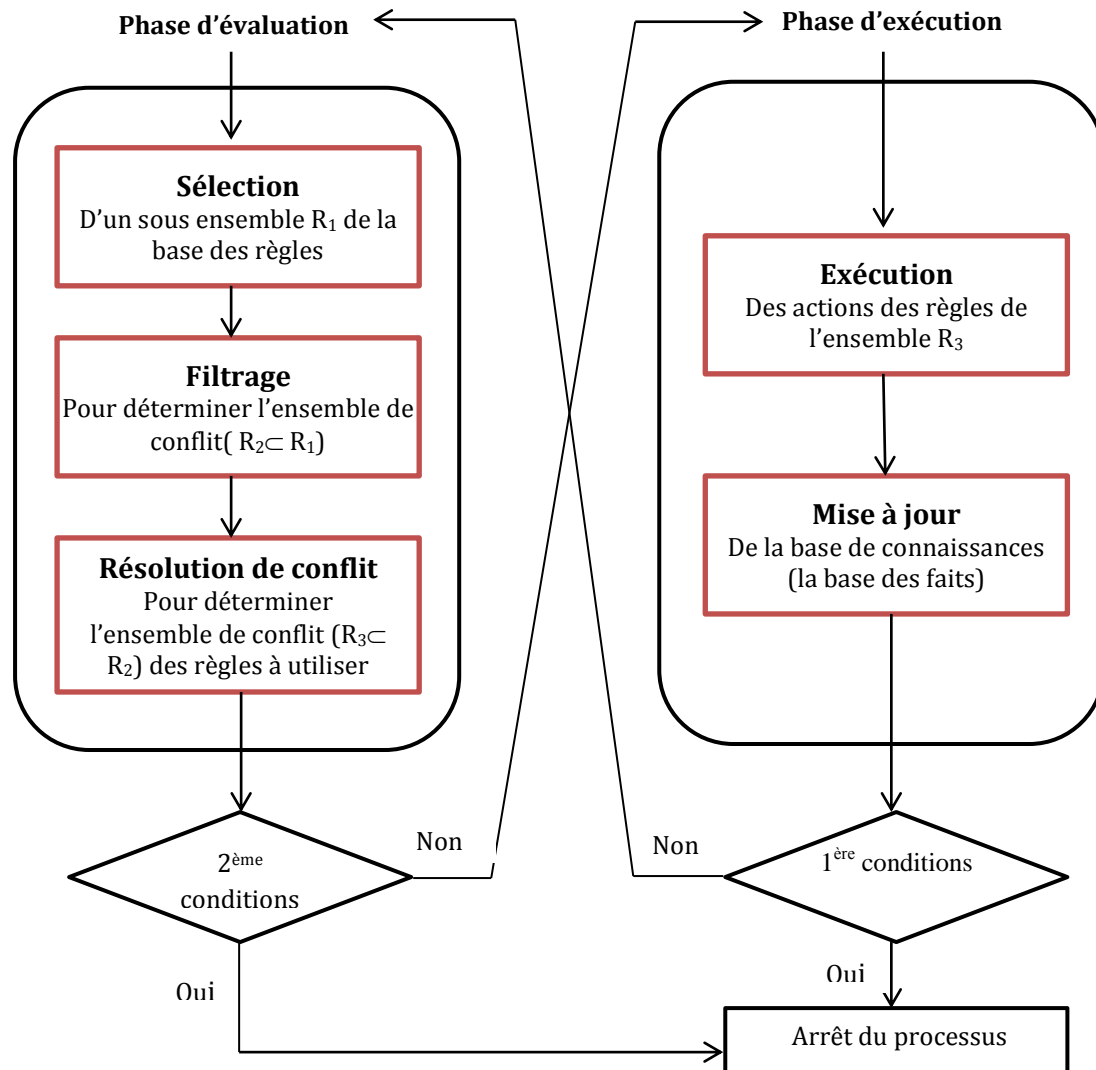 Phase d'évaluation
Sélection
D'un sous ensemble R₁ de la
base des règles
Filtrage
Pour déterminer l'ensemble de
conflit( R₂⊂ R₁)
Résolution de conflit
Pour déterminer
l'ensemble de conflit (R₃⊂
R₂) des règles à utiliser
2ème
conditions
Non
Oui
Phase d'exécution
Exécution
Des actions des règles de
l'ensemble R₃
Mise à jour
De la base de connaissances
(la base des faits)
1ère conditions
Non
Oui
Arrêt du processus